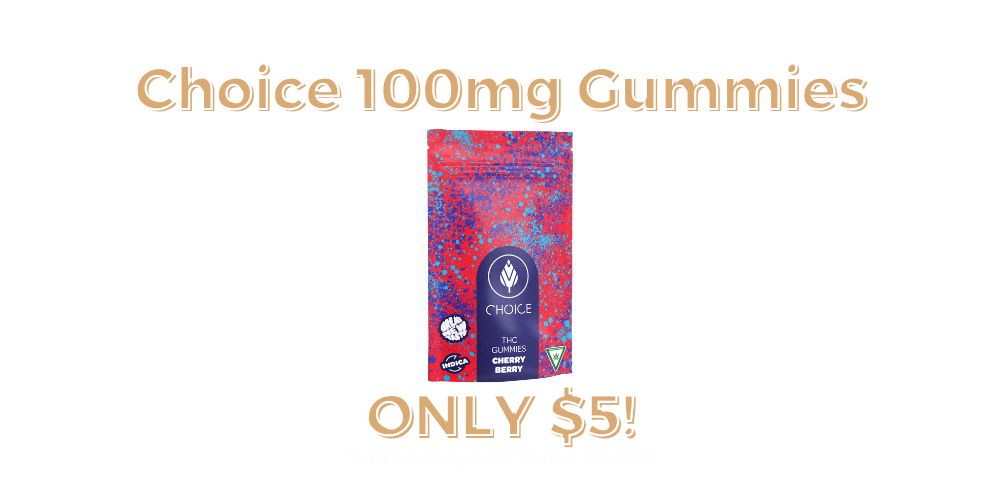 Choice 100mg Gummies
CHOICE
THC
GUMMIES
CHERRY
BERRY
INDICA
ONLY $5!